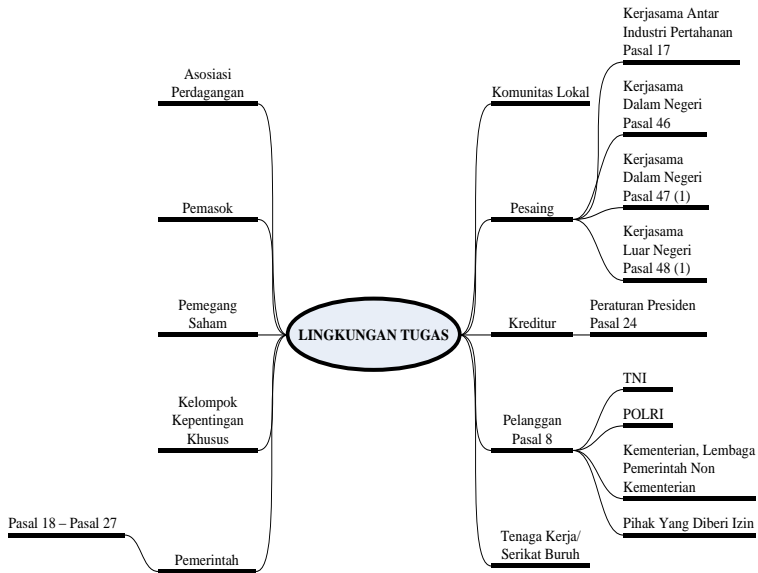 Asosiasi
Perdagangan
Pemasok
Pemegang
Saham
Kelompok
Kepentingan
Khusus
Pasal 18 – Pasal 27
Pemerintah
LINGKUNGAN TUGAS
Komunitas Lokal
Pesaing
Kerjasama Antar
Industri Pertahanan
Pasal 17
Kerjasama
Dalam Negeri
Pasal 46
Kerjasama
Dalam Negeri
Pasal 47 (1)
Kerjasama
Luar Negeri
Pasal 48 (1)
Kreditur
Peraturan Presiden
Pasal 24
Pelanggan
Pasal 8
TNI
POLRI
Kementerian, Lembaga
Pemerintah Non
Kementerian
Pihak Yang Diberi Izin
Tenaga Kerja/
Serikat Buruh